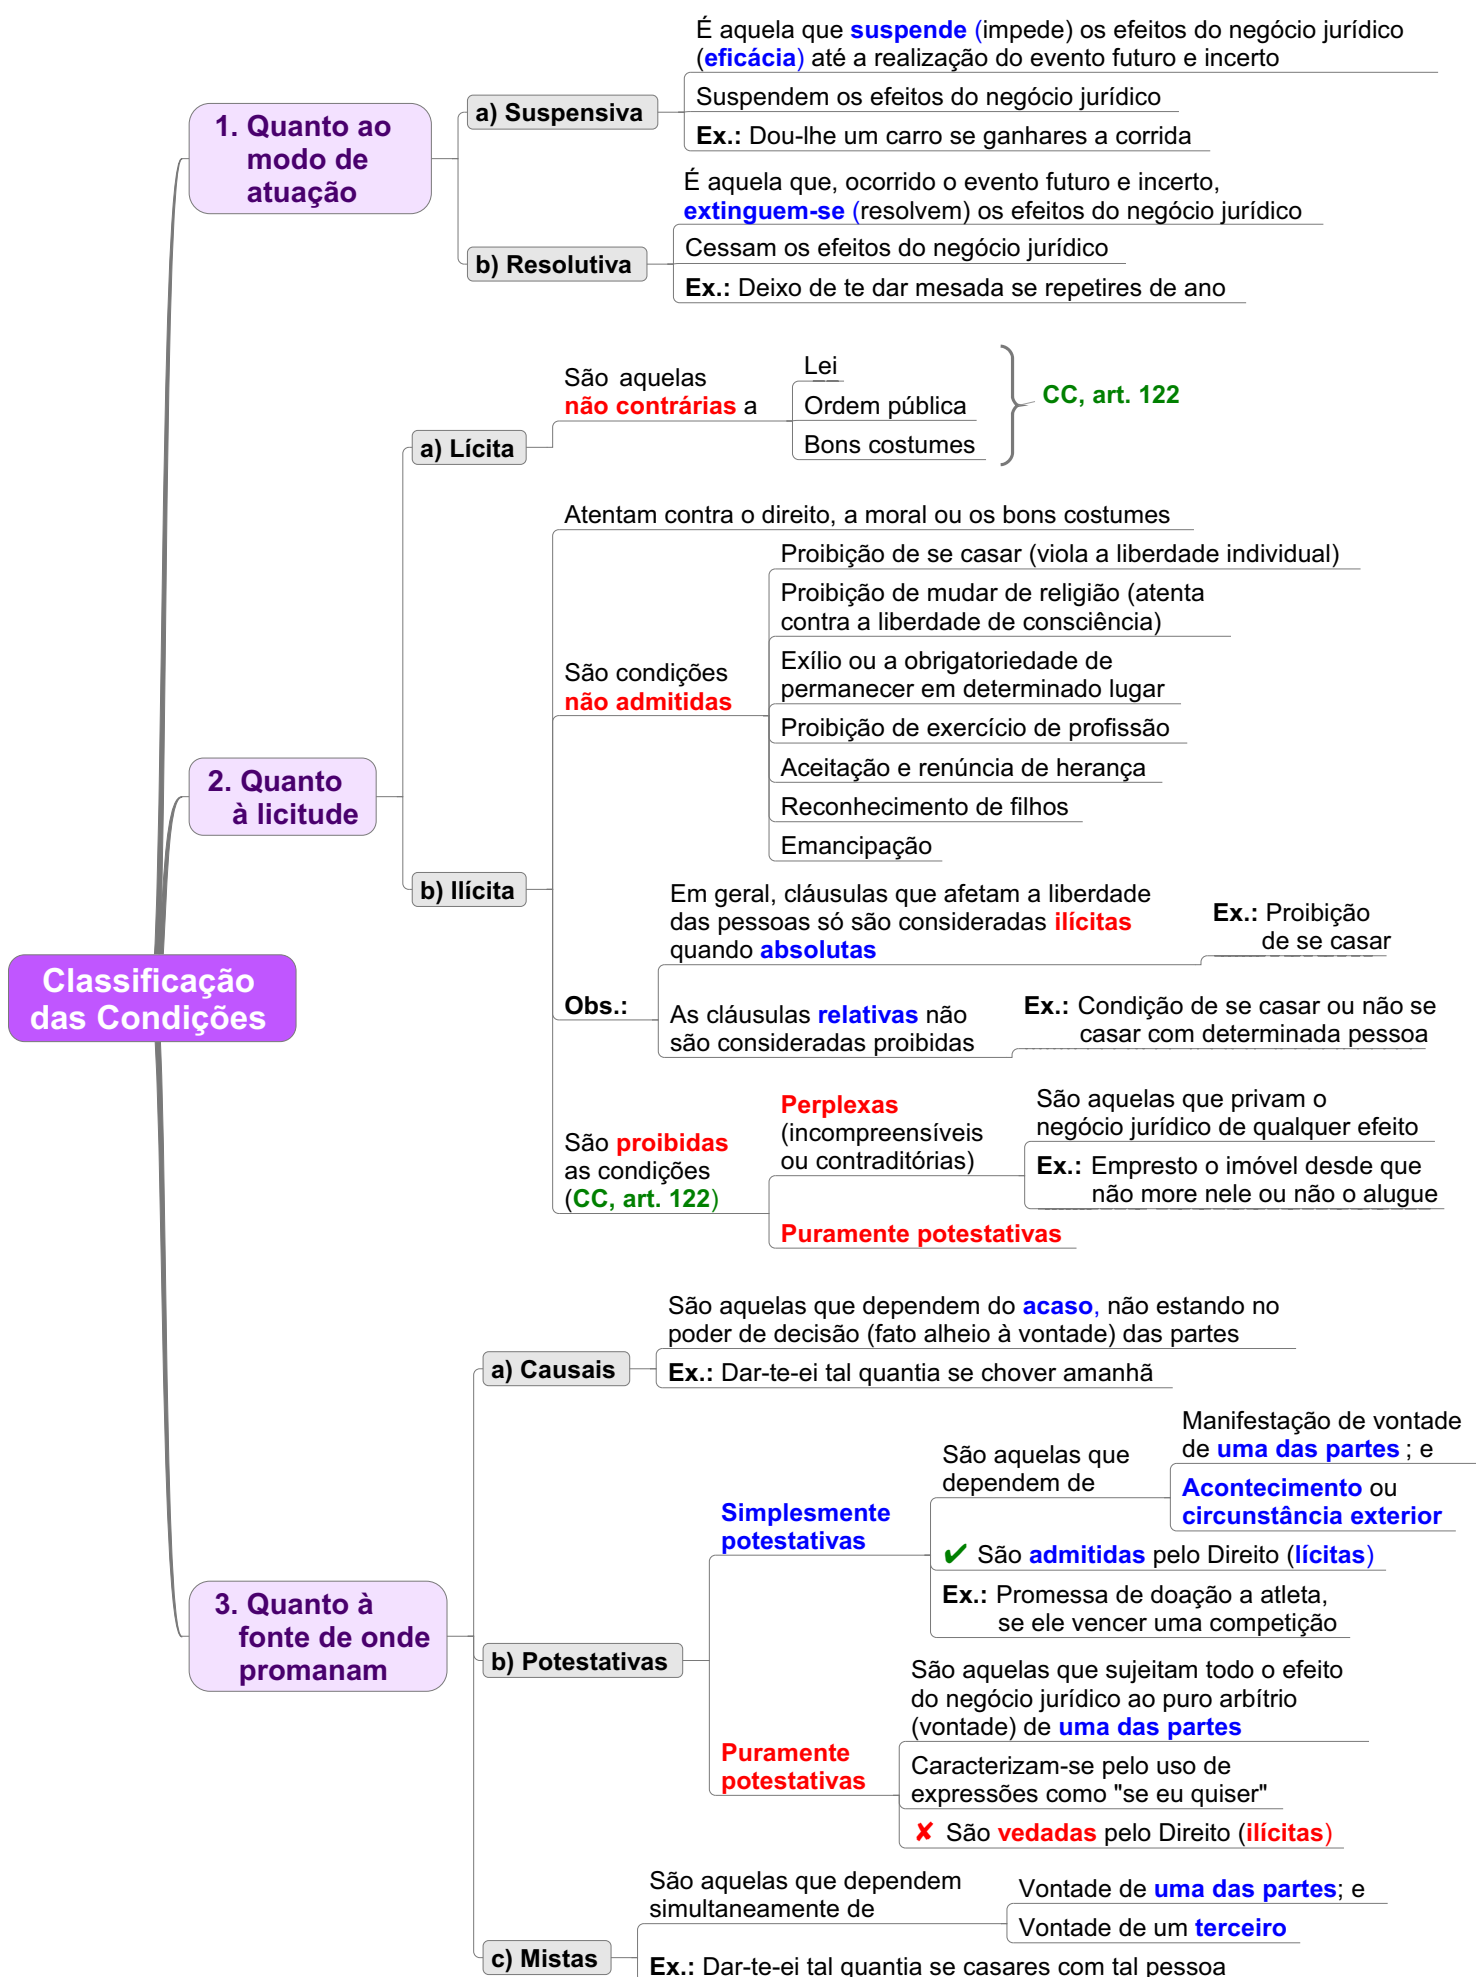 Classificação
das Condições
1. Quanto ao
modo de
atuação
a) Suspensiva
É aquela que suspende (impede) os efeitos do negócio jurídico
(eficácia) até a realização do evento futuro e incerto
Suspendem os efeitos do negócio jurídico
Ex.: Dou-lhe um carro se ganhares a corrida
b) Resolutiva
É aquela que, ocorrido o evento futuro e incerto,
extinguem-se (resolvem) os efeitos do negócio jurídico
Cessam os efeitos do negócio jurídico
Ex.: Deixo de te dar mesada se repetires de ano
2. Quanto
à licitude
a) Lícita
São aquelas
não contrárias a
Lei
Ordem pública
Bons costumes
CC, art. 122
b) Ilícita
Atentam contra o direito, a moral ou os bons costumes
São condições
não admitidas
Proibição de se casar (viola a liberdade individual)
Proibição de mudar de religião (atenta
contra a liberdade de consciência)
Exílio ou a obrigatoriedade de
permanecer em determinado lugar
Proibição de exercício de profissão
Aceitação e renúncia de herança
Reconhecimento de filhos
Emancipação
Obs.:
Em geral, cláusulas que afetam a liberdade
das pessoas só são consideradas ilícitas
quando absolutas
Ex.: Proibição
de se casar
As cláusulas relativas não
são consideradas proibidas
Ex.: Condição de se casar ou não se
casar com determinada pessoa
São proibidas
as condições
(CC, art. 122)
Perplexas
(incompreensíveis
ou contraditórias)
São aquelas que privam o
negócio jurídico de qualquer efeito
Ex.: Empresto o imóvel desde que
não more nele ou não o alugue
Puramente potestativas
3. Quanto à
fonte de onde
promanam
a) Causais
São aquelas que dependem do acaso, não estando no
poder de decisão (fato alheio à vontade) das partes
Ex.: Dar-te-ei tal quantia se chover amanhã
b) Potestativas
Simplesmente
potestativas
São aquelas que
dependem de
Manifestação de vontade
de uma das partes ; e
Acontecimento ou
circunstância exterior
✔ São admitidas pelo Direito (lícitas)
Ex.: Promessa de doação a atleta,
se ele vencer uma competição
Puramente
potestativas
São aquelas que sujeitam todo o efeito
do negócio jurídico ao puro arbítrio
(vontade) de uma das partes
Caracterizam-se pelo uso de
expressões como "se eu quiser"
✘ São vedadas pelo Direito (ilícitas)
c) Mistas
São aquelas que dependem
simultaneamente de
Vontade de uma das partes; e
Vontade de um terceiro
Ex.: Dar-te-ei tal quantia se casares com tal pessoa